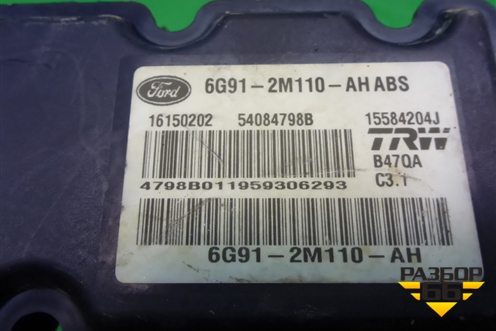 Ford 6G91-2M110-AH ABS
16150202 54084798B 15584204J
TRW
B47QA
4798B011959306293 C3.1
6G91-2M110-AH
РАЗБОР
66